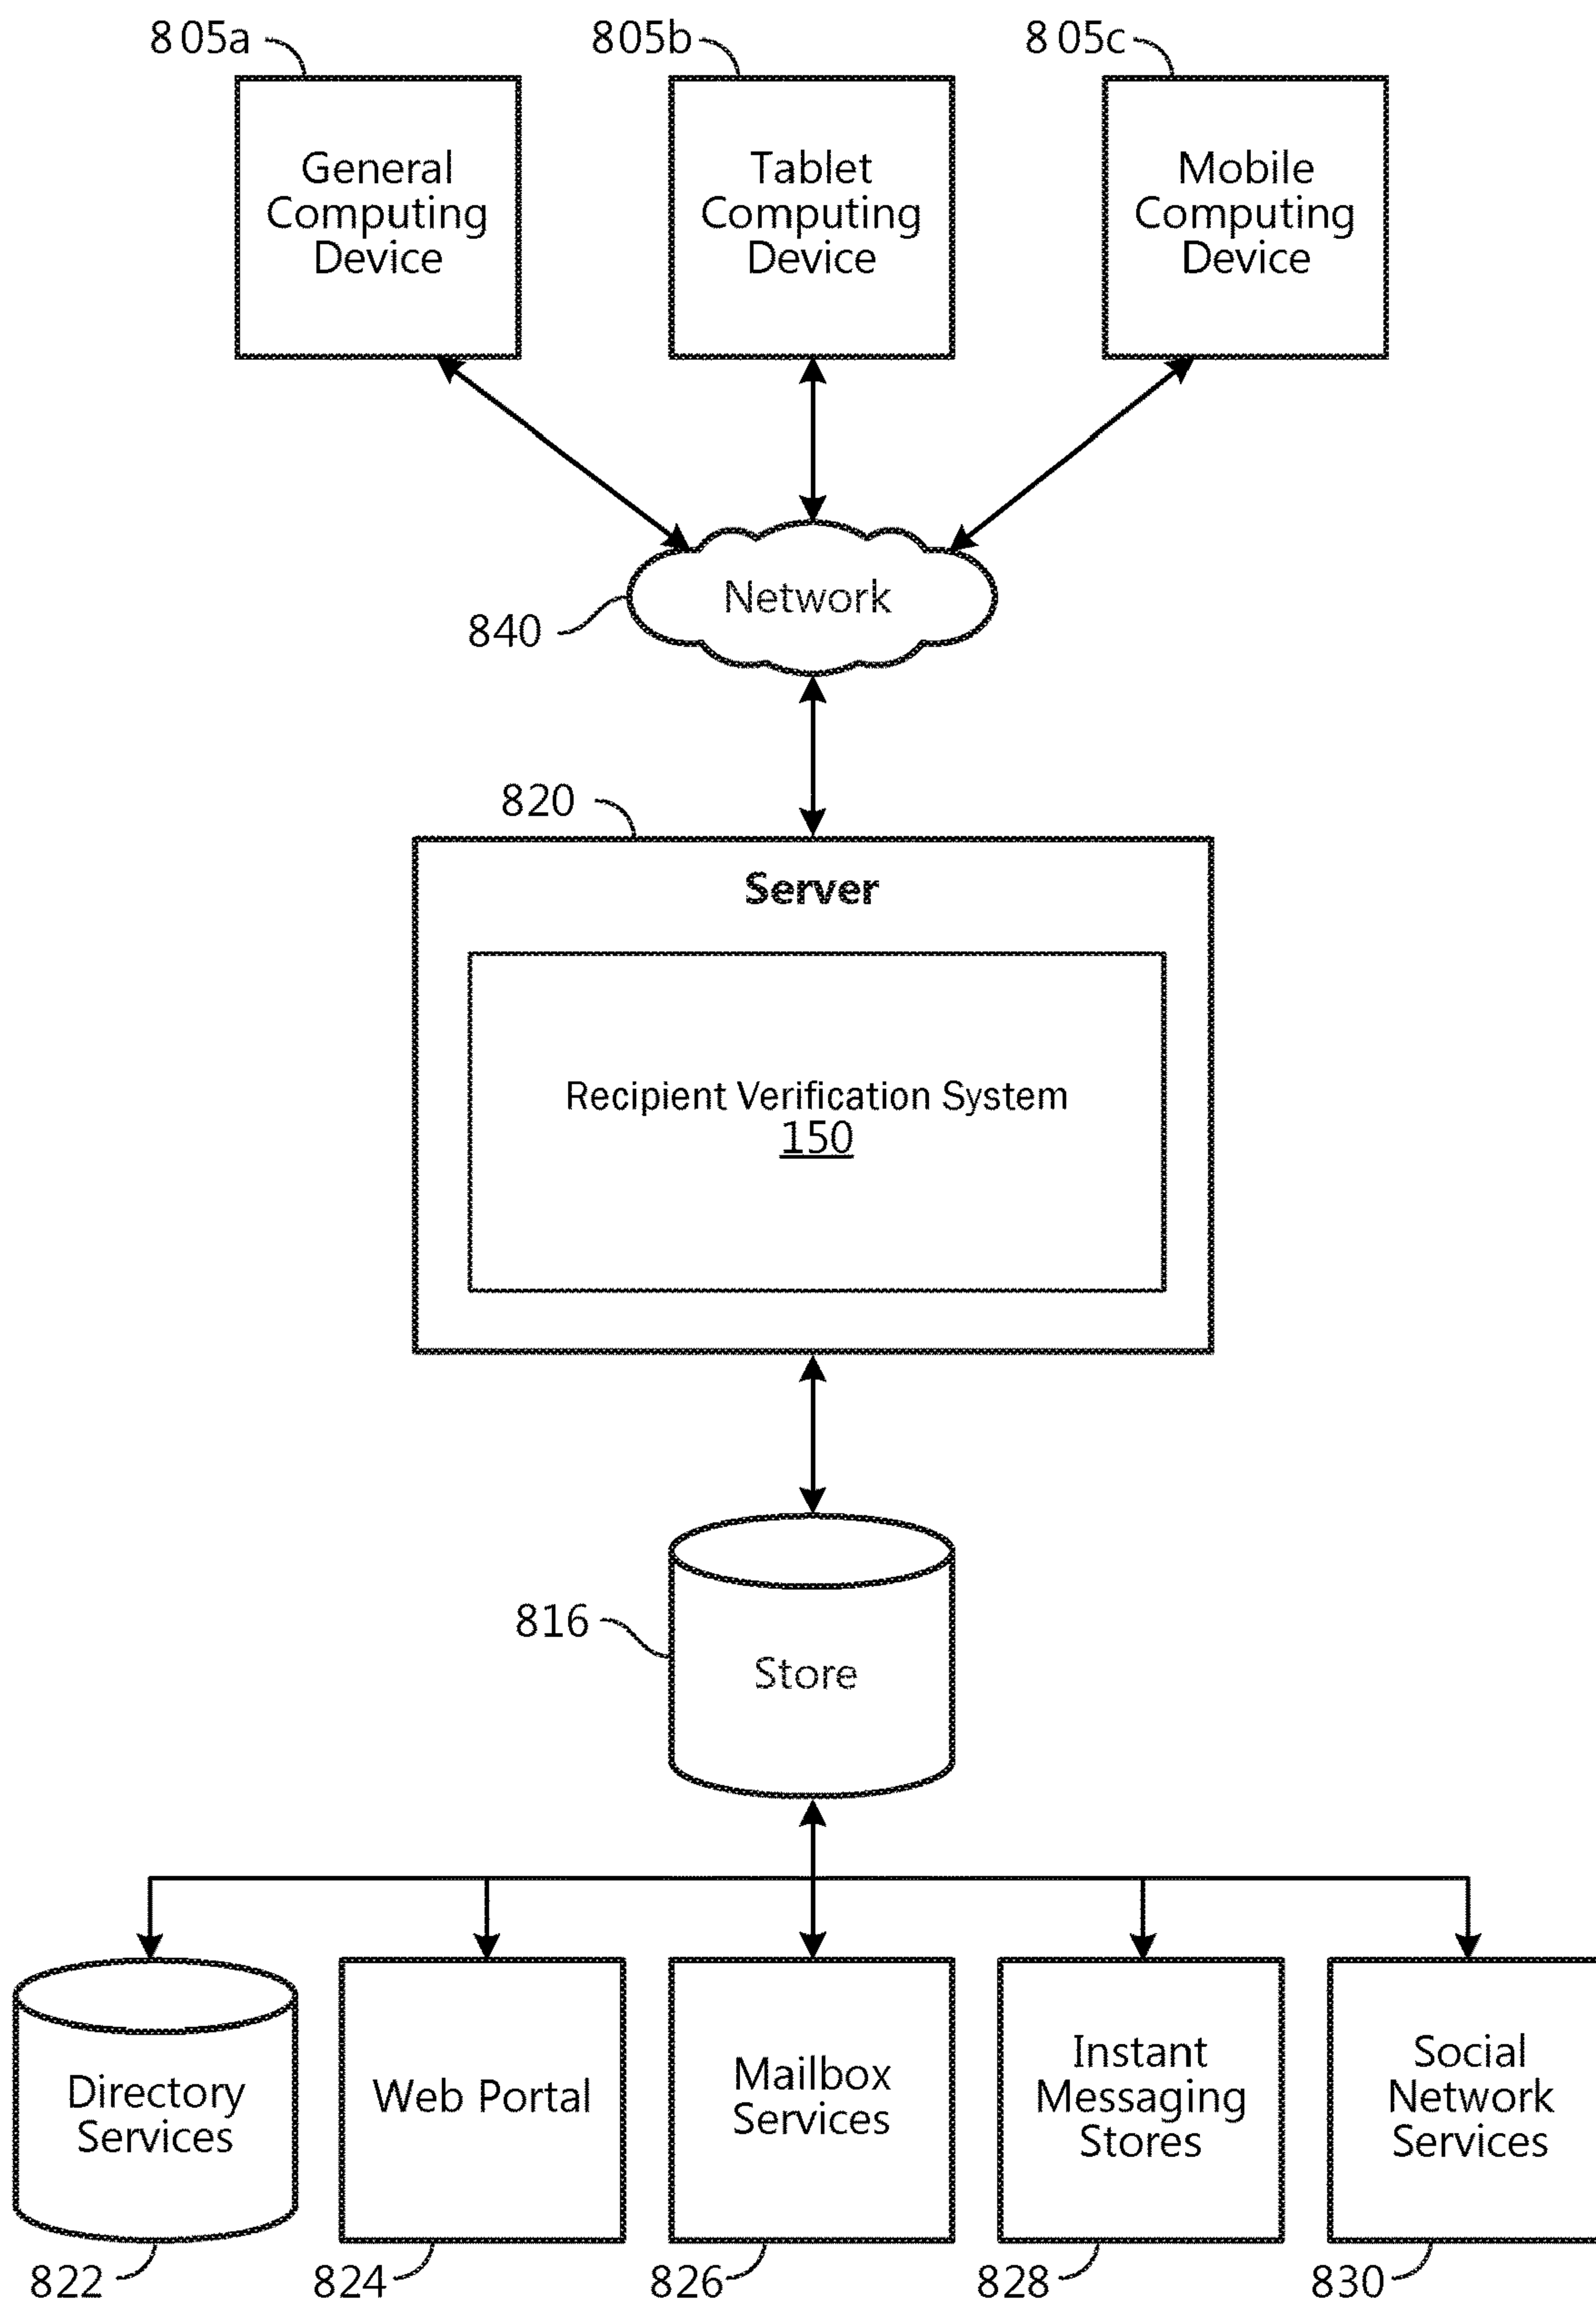 805a
805b
805c
General
Computing
Device
Tablet
Computing
Device
Mobile
Computing
Device
Network
840
820
Server
Recipient Verification System
150
816
Store
Directory
Services
Web Portal
Mailbox
Services
Instant
Messaging
Stores
Social
Network
Services
822
824
826
828
830